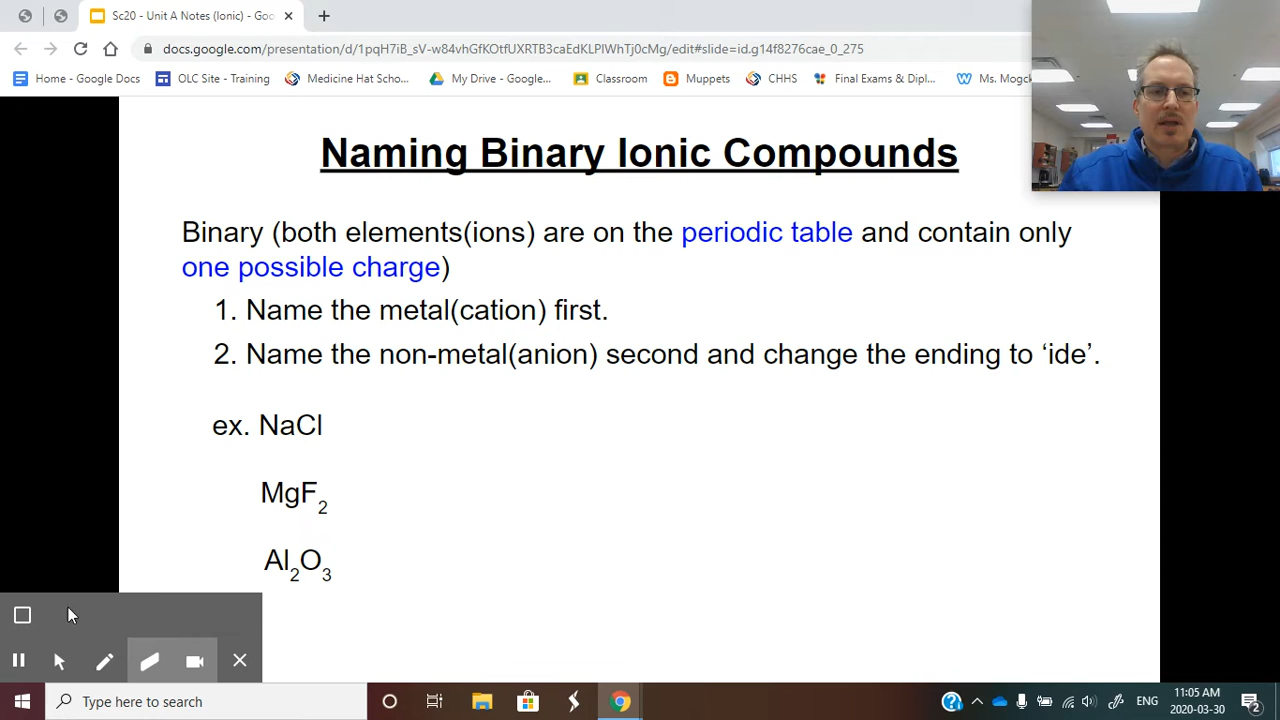 Sc20 - Unit A Notes (Ionic) - Goo
docs.google.com/presentation/d/1pqH7iB_sV-w84vhGfKOtfUXRTB3caEdKLPlWhTj0cMg/edit#slide=id.g14f8276cae_0_275
Home - Google Docs OLC Site - Training Medicine Hat Scho... My Drive - Google... Classroom Muppets CHHS Final Exams & Dipl... Ms. Mogck
Naming Binary Ionic Compounds
Binary (both elements(ions) are on the periodic table and contain only
one possible charge)
1. Name the metal(cation) first.
2. Name the non-metal(anion) second and change the ending to ‘ide’.
ex. NaCl
MgF2
Al2O3
Type here to search
ENG
11:05 AM
2020-03-30
2